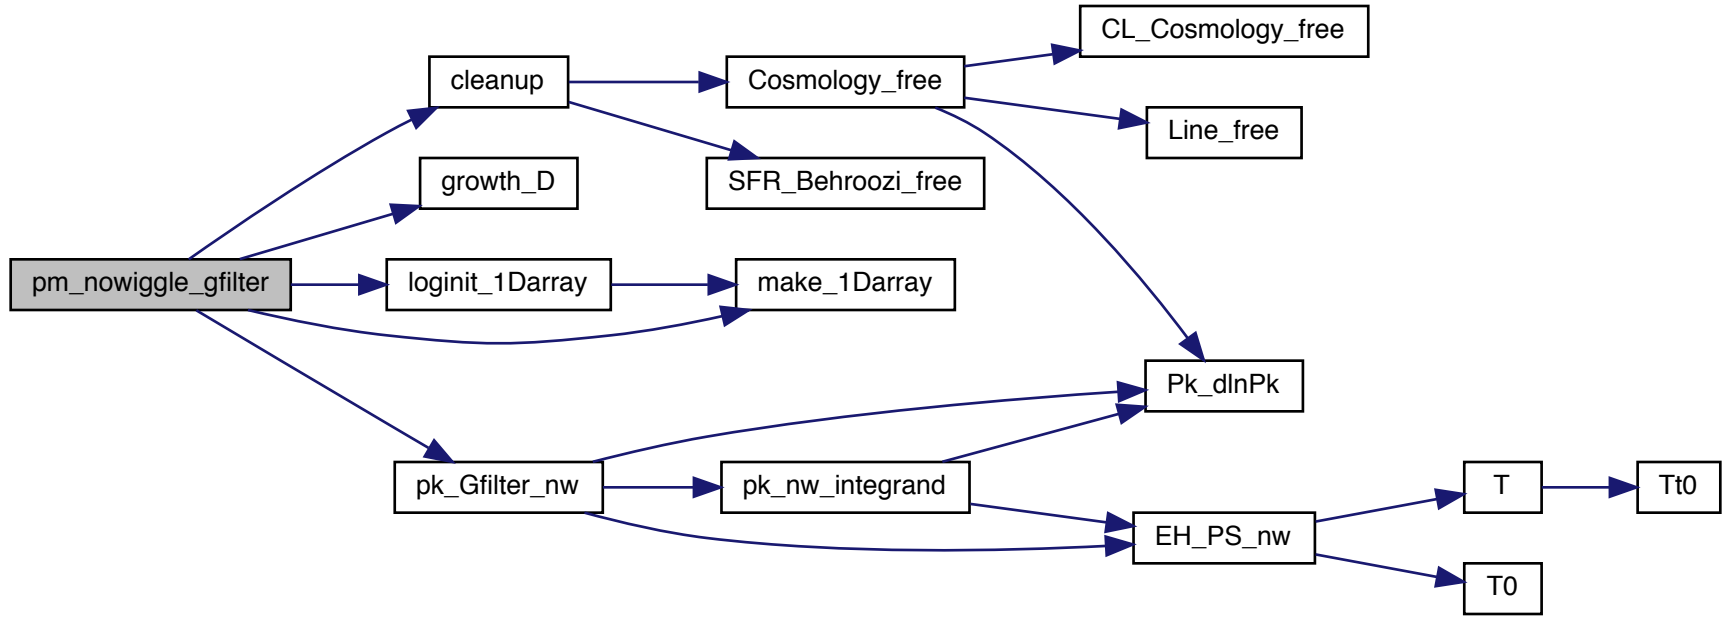 CL_Cosmology_free
cleanup
Cosmology_free
Line_free
growth_D
SFR_Behroozi_free
pm_nowiggle_gfilter
loginit_1Darray
make_1Darray
Pk_dlnPk
pk_Gfilter_nw
pk_nw_integrand
T
Tt0
EH_PS_nw
T0